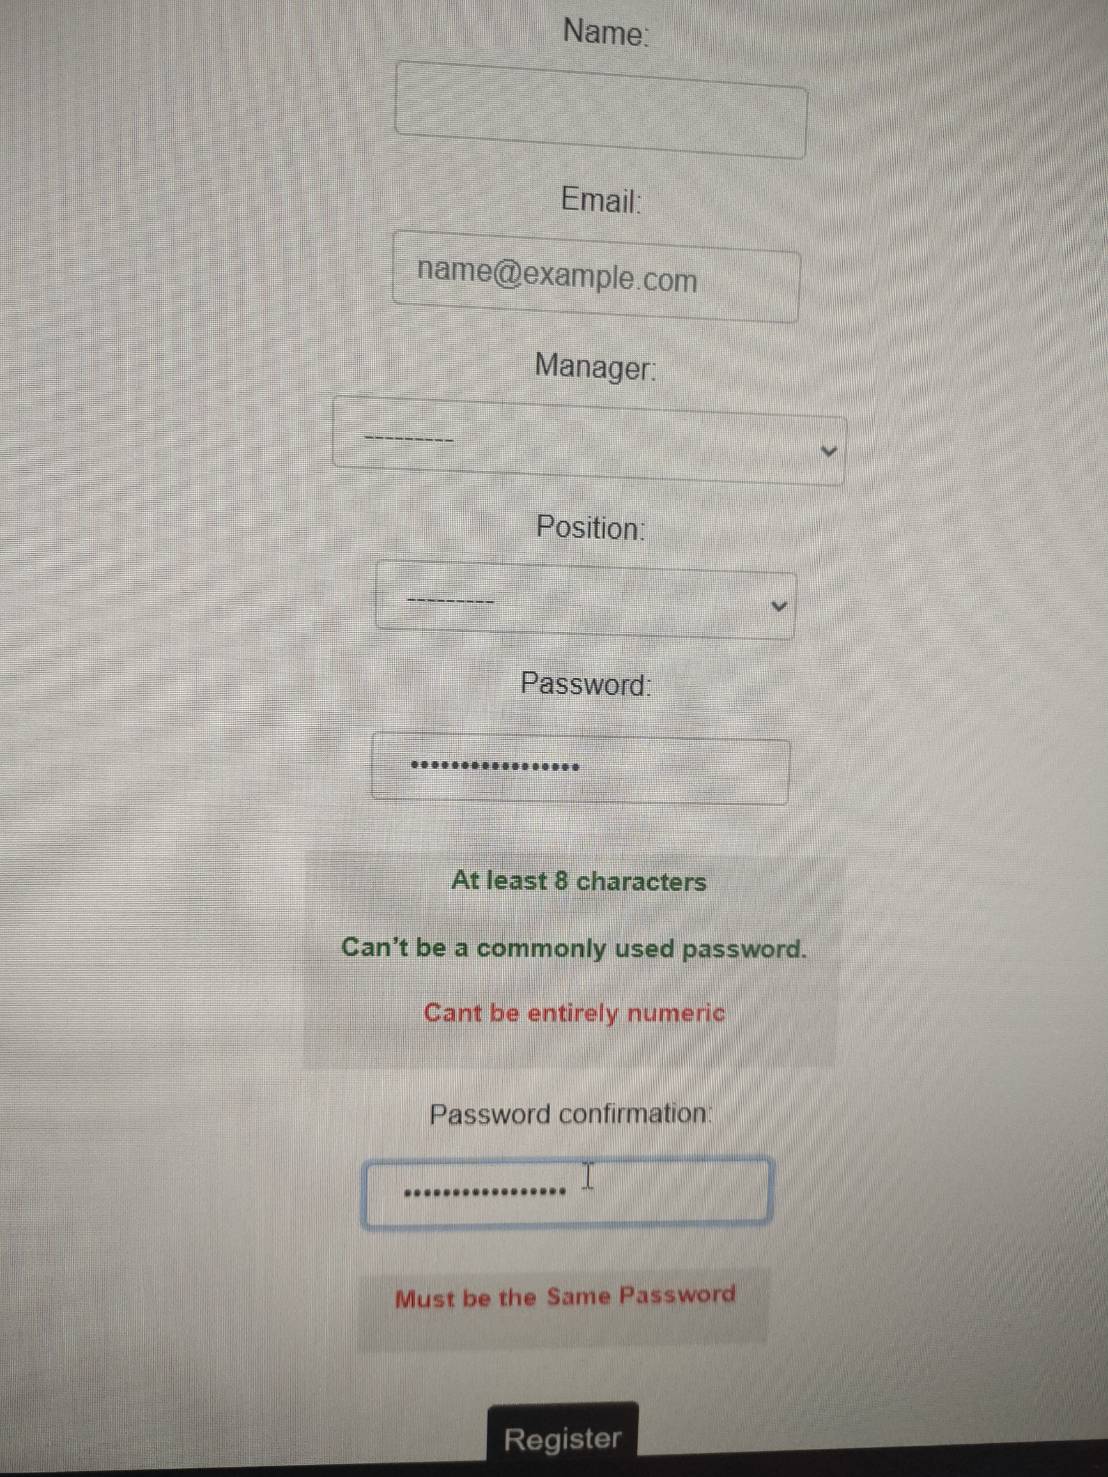 Name:
Email:
name@example.com
Manager:
---------
Position:
---------
Password:
•••••••••••••••••
At least 8 characters
Can't be a commonly used password.
Cant be entirely numeric
Password confirmation:
•••••••••••••••••
Must be the Same Password
Register